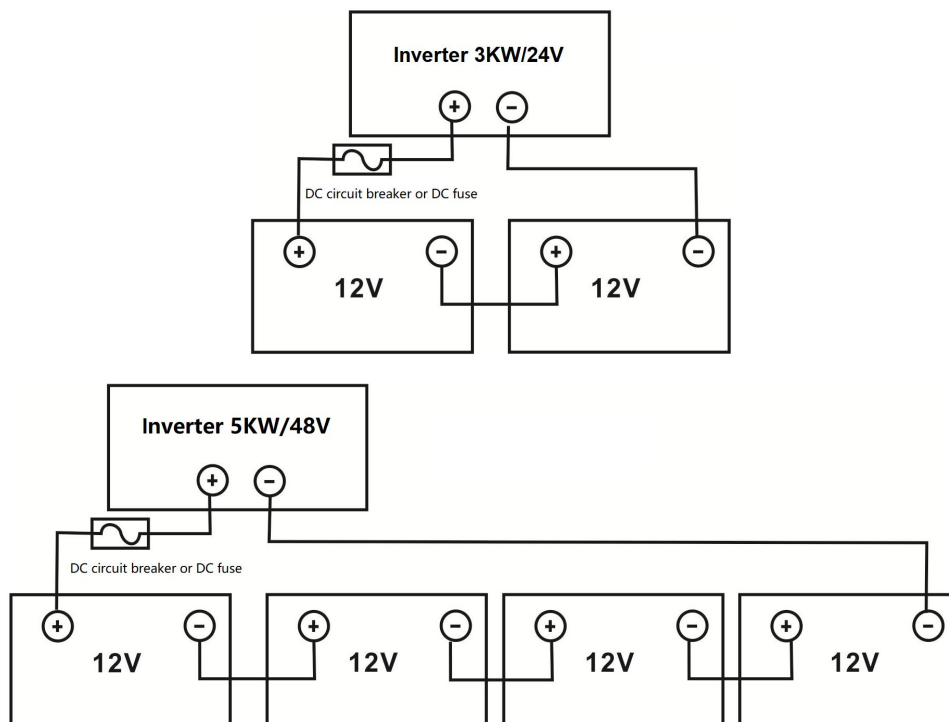 Inverter 3KW/24V
+ −
DC circuit breaker or DC fuse
+ − + −
12V 12V
Inverter 5KW/48V
+ −
DC circuit breaker or DC fuse
+ − + − + − + −
12V 12V 12V 12V